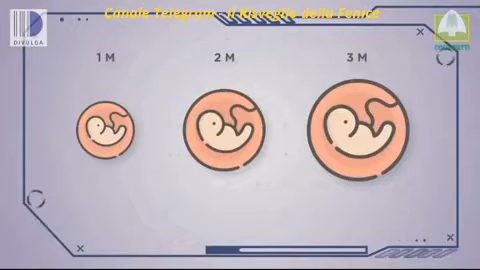 Canale Telegram - il Risveglio della Fenice
DIVULGA
1 M
2 M
3 M